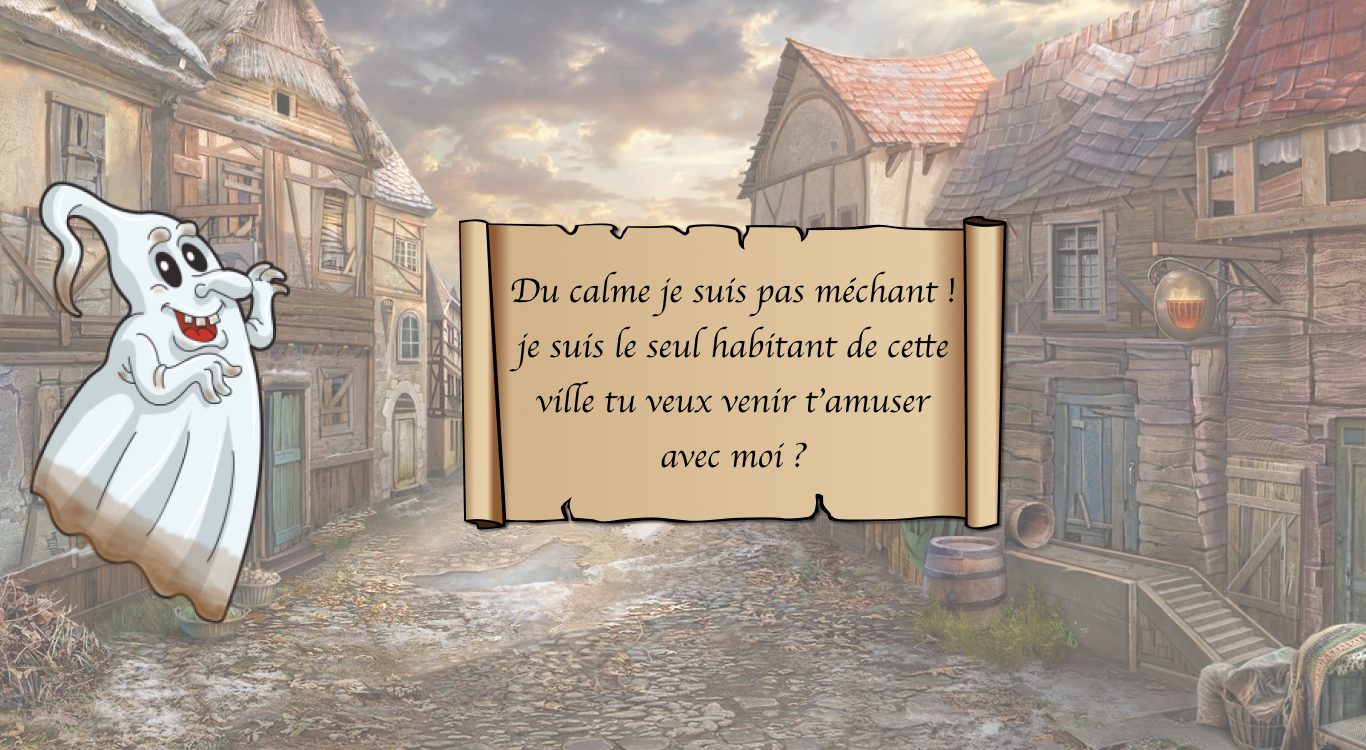 Du calme je suis pas méchant !
je suis le seul habitant de cette
ville tu veux venir t'amuser
avec moi ?